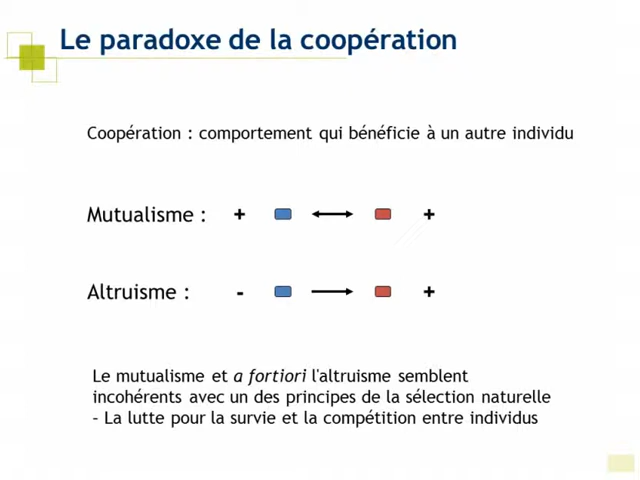 Le paradoxe de la coopération
Coopération : comportement qui bénéficie à un autre individu
Mutualisme : + +
Altruisme : - +
Le mutualisme et a fortiori l'altruisme semblent
incohérents avec un des principes de la sélection naturelle
– La lutte pour la survie et la compétition entre individus